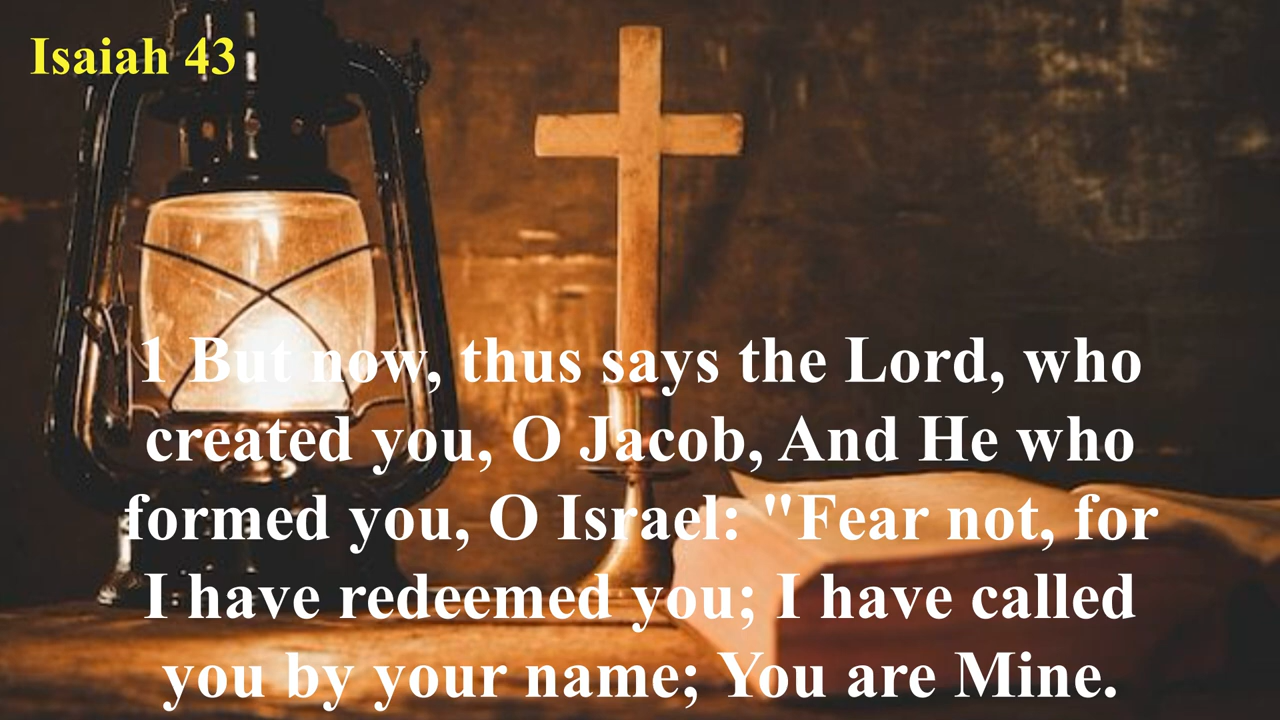 Isaiah 43
1 But now, thus says the Lord, who
created you, O Jacob, And He who
formed you, O Israel: "Fear not, for
I have redeemed you; I have called
you by your name; You are Mine.